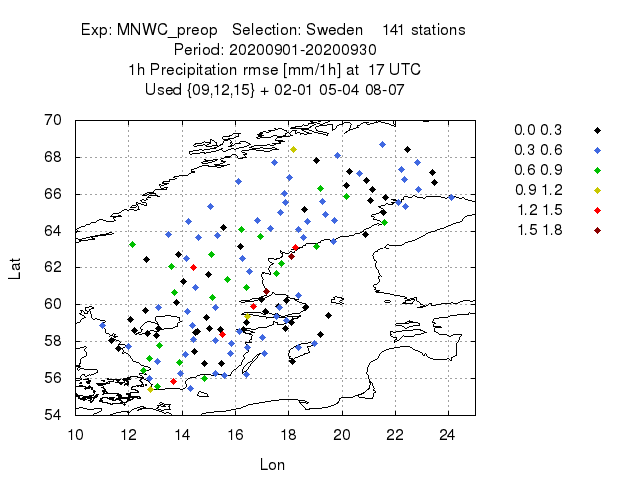 Exp: MNWC_preop   Selection: Sweden    141 stations
Period: 20200901-20200930
1h Precipitation rmse [mm/1h] at  17 UTC
Used {09,12,15} + 02-01 05-04 08-07
70
68
66
64
62
60
58
56
54
Lat
10 12 14 16 18 20 22 24
Lon
0.0 0.3
0.3 0.6
0.6 0.9
0.9 1.2
1.2 1.5
1.5 1.8